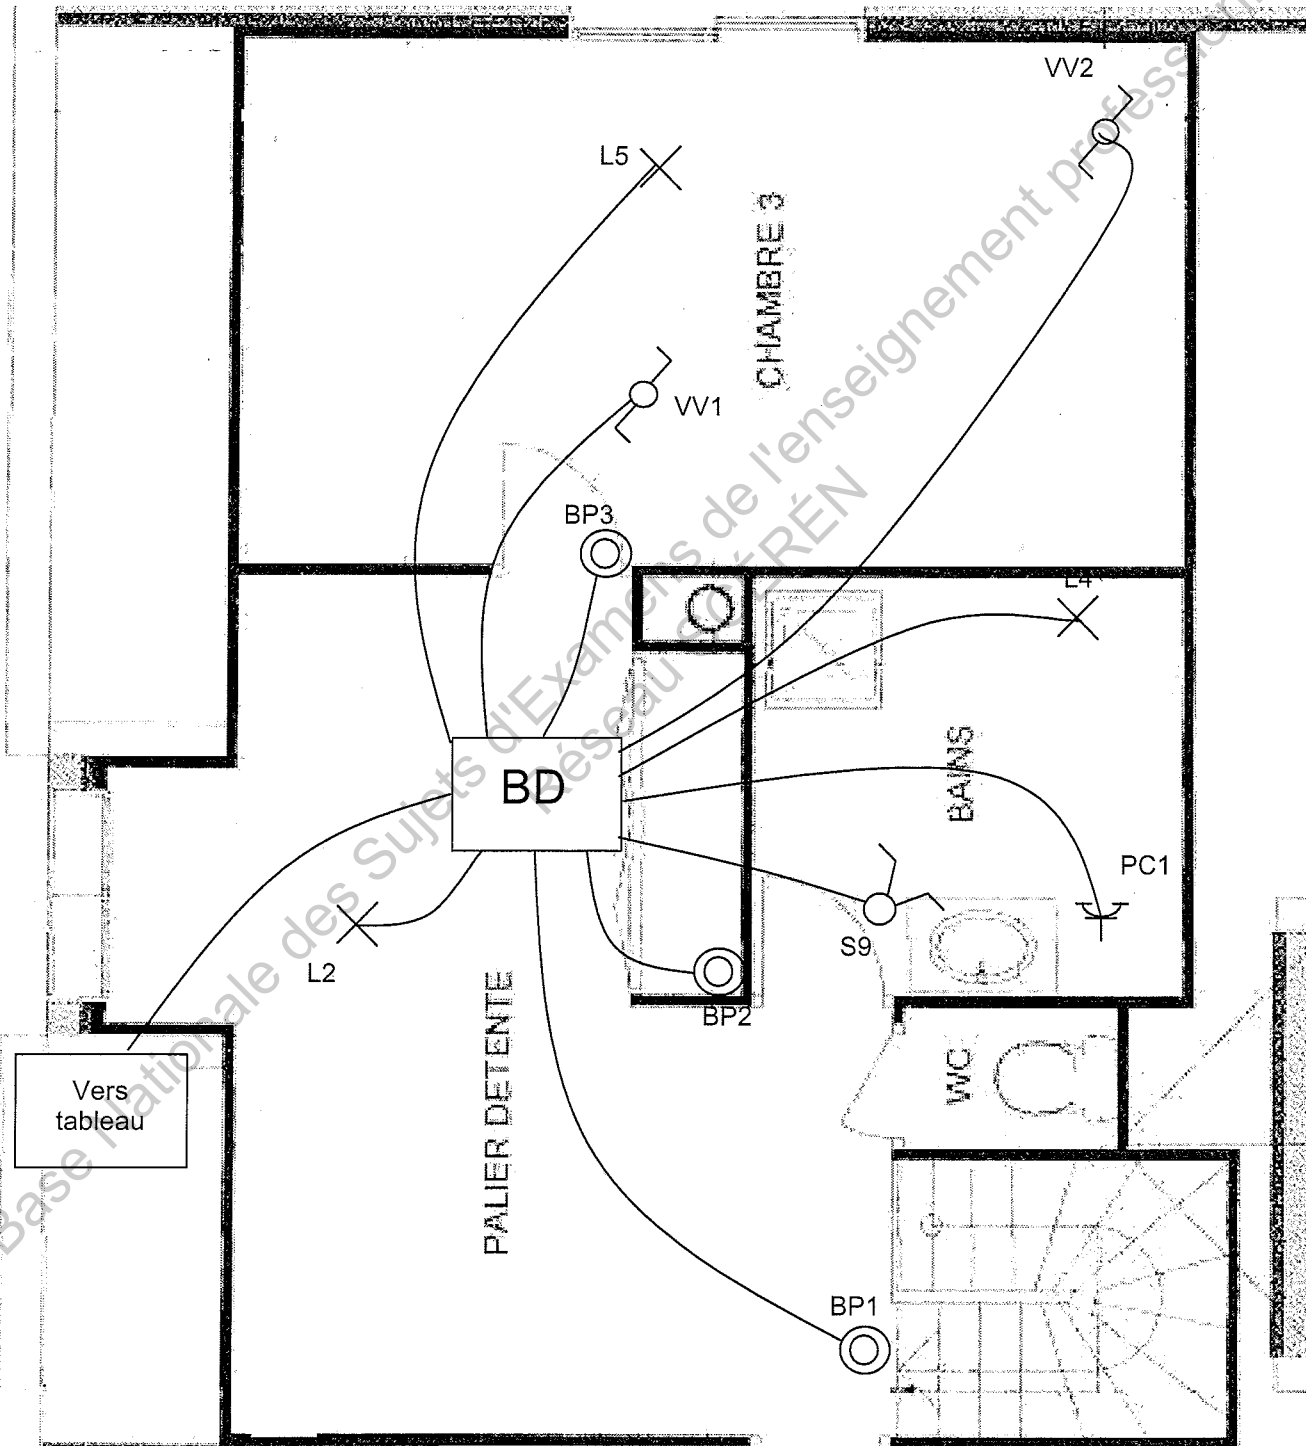 VV2
L5
CHAMBRE 3
VV1
BP3
L4
BD
BAINS
PC1
S9
L2
BP2
PALIER DETENTE
WC
Vers
tableau
BP1
Base Nationale des Sujets d'Examens de l'enseignement professionn
Réseau SCÉRÉN